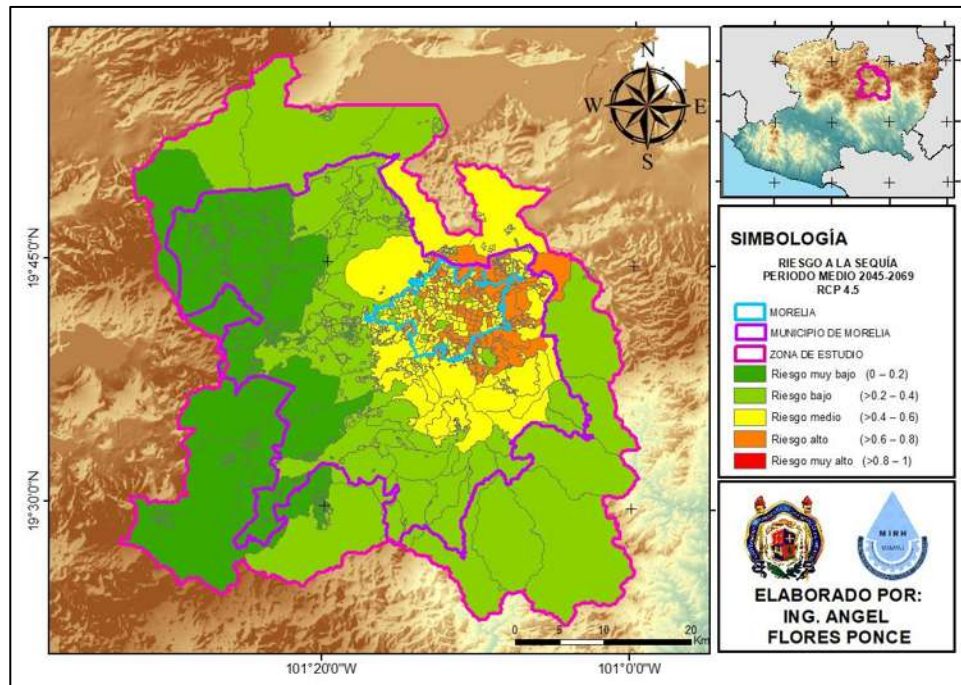 N
W
E
S
19°45'0"N
19°30'0"N
101°20'0"W
101°0'0"W
0 5 10 20
Km
SIMBOLOGÍA
RIESGO A LA SEQUÍA
PERIODO MEDIO 2045-2069
RCP 4.5
MORELIA
MUNICIPIO DE MORELIA
ZONA DE ESTUDIO
Riesgo muy bajo (0 – 0.2)
Riesgo bajo (>0.2 – 0.4)
Riesgo medio (>0.4 – 0.6)
Riesgo alto (>0.6 – 0.8)
Riesgo muy alto (>0.8 – 1)
MIRH
ELABORADO POR:
ING. ANGEL
FLORES PONCE